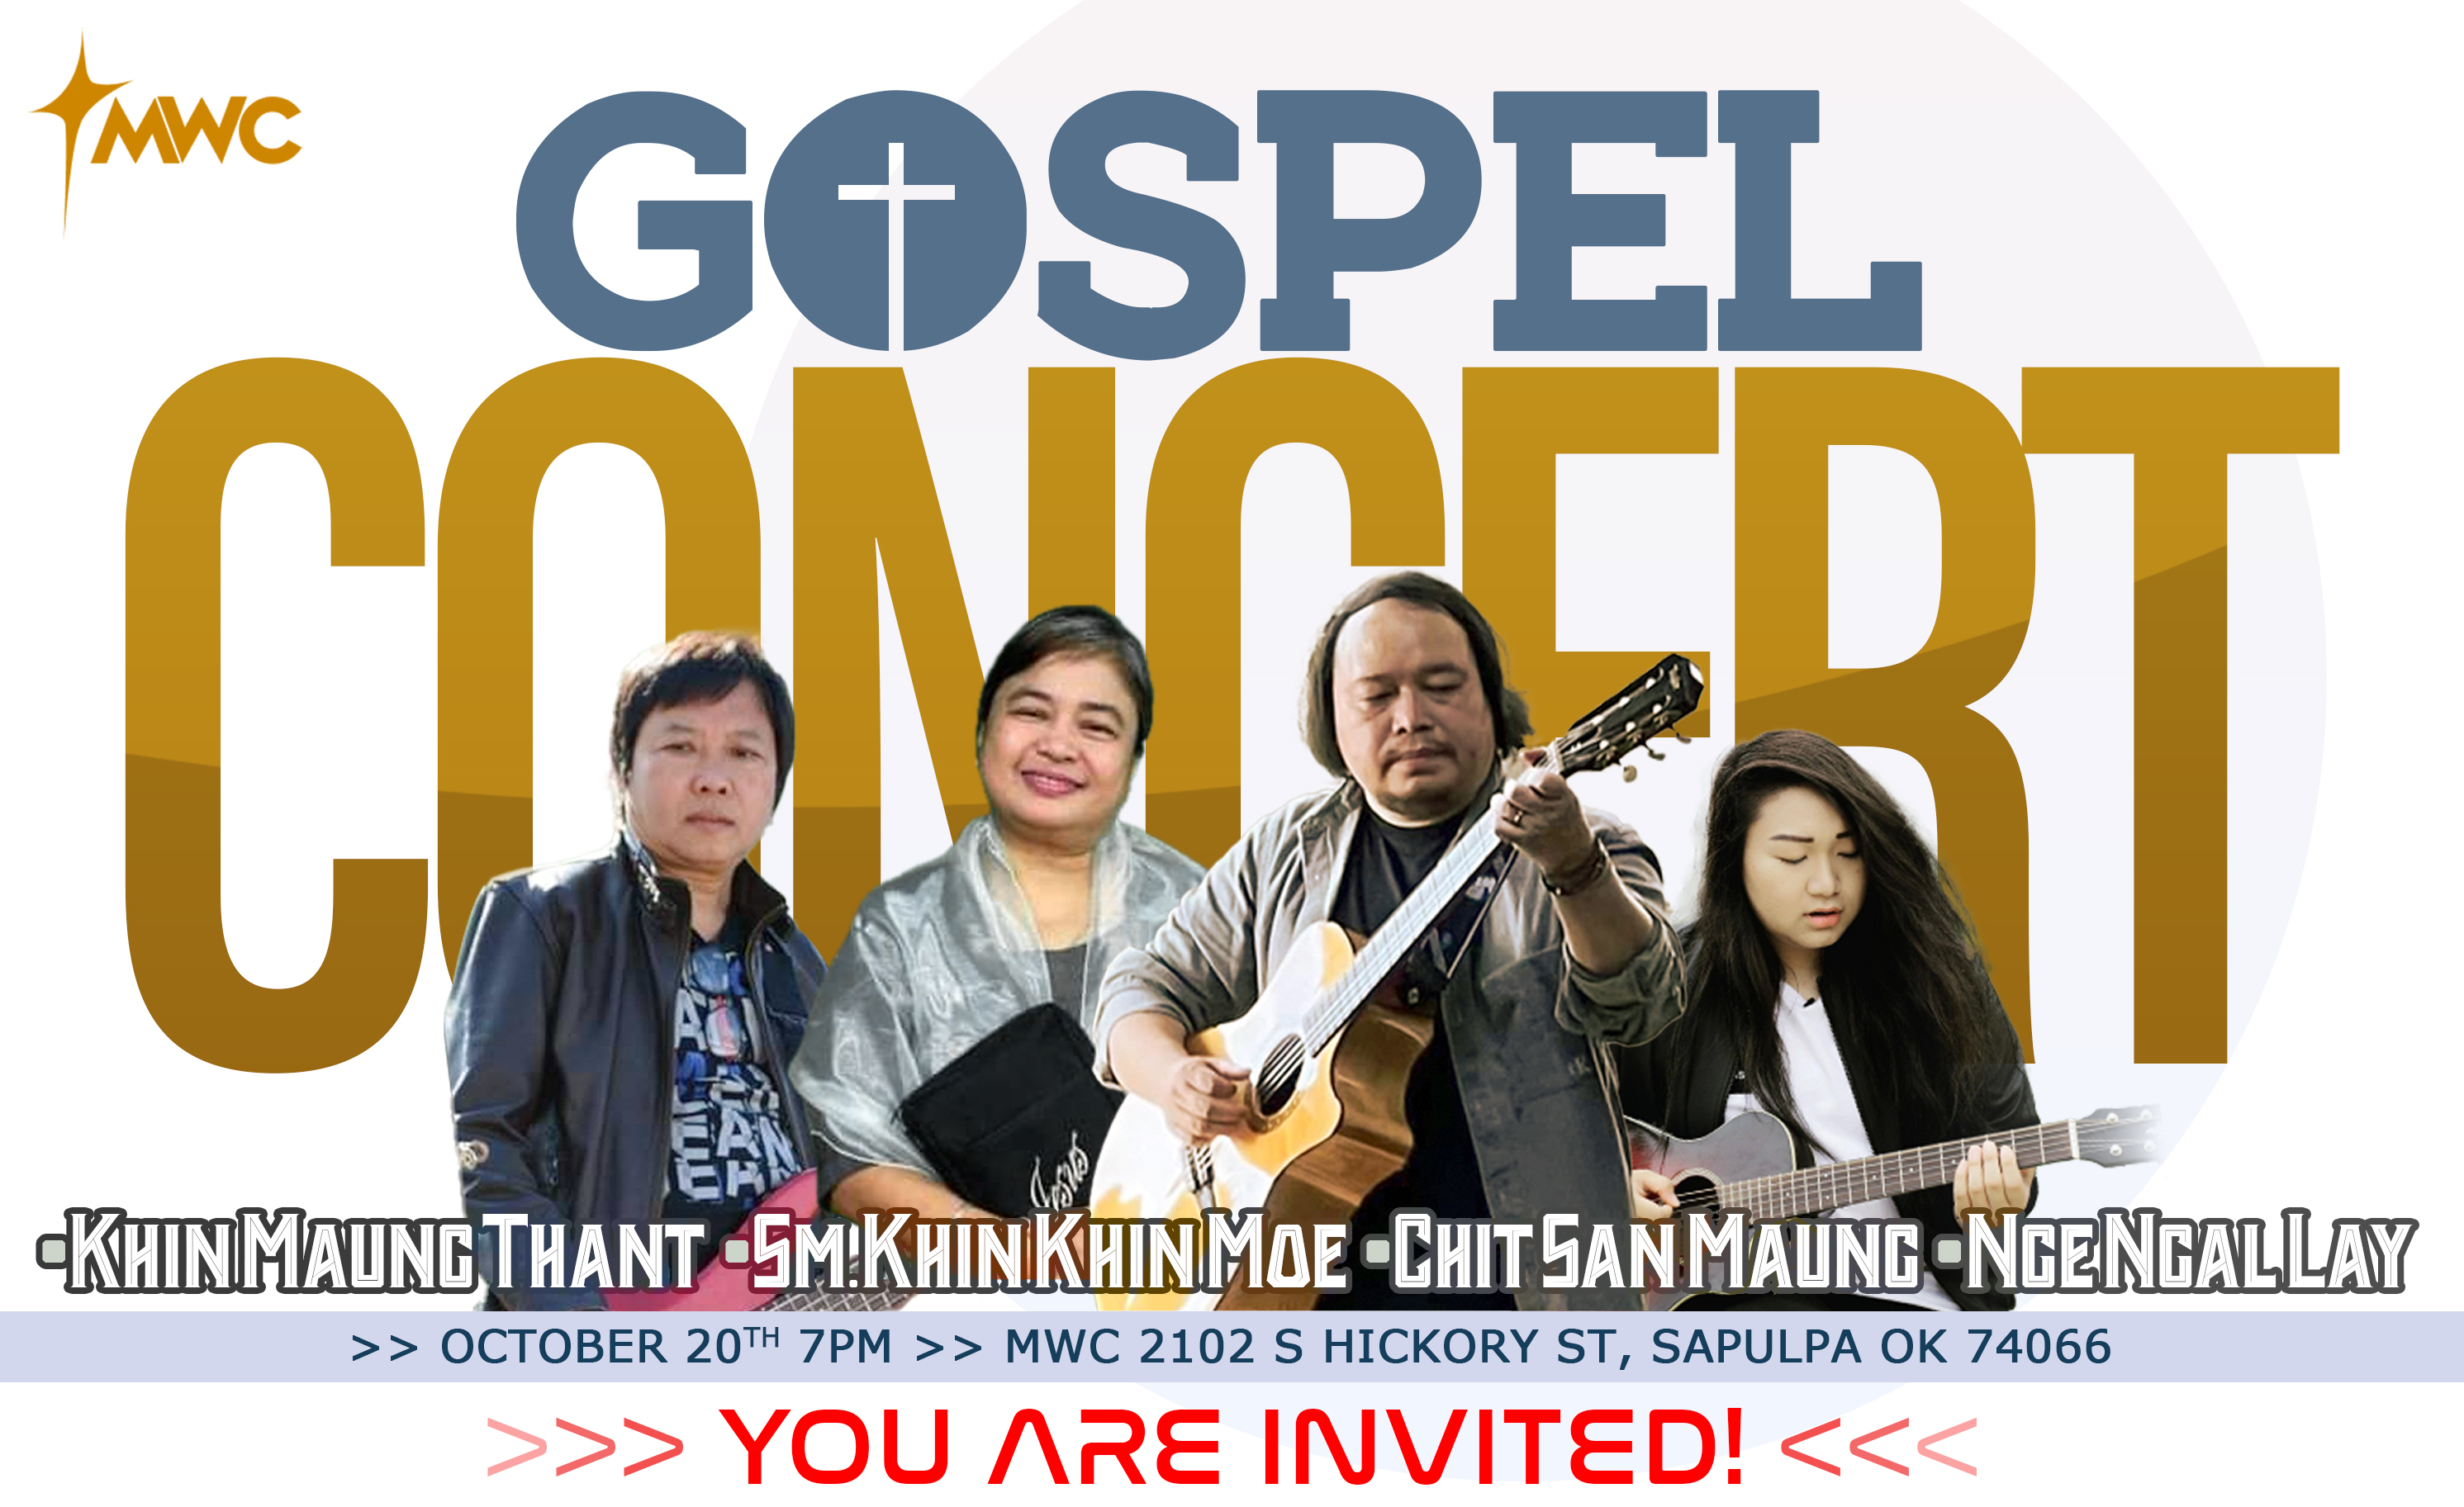 MWC
GOSPEL
CONCERT
Jesus
•KHIN MAUNG THANT •SM.KHIN KHIN MOE •CHIT SAN MAUNG •NGE NGAL LAY
>> OCTOBER 20TH 7PM >> MWC 2102 S HICKORY ST, SAPULPA OK 74066
>>> YOU ARE INVITED! <<<